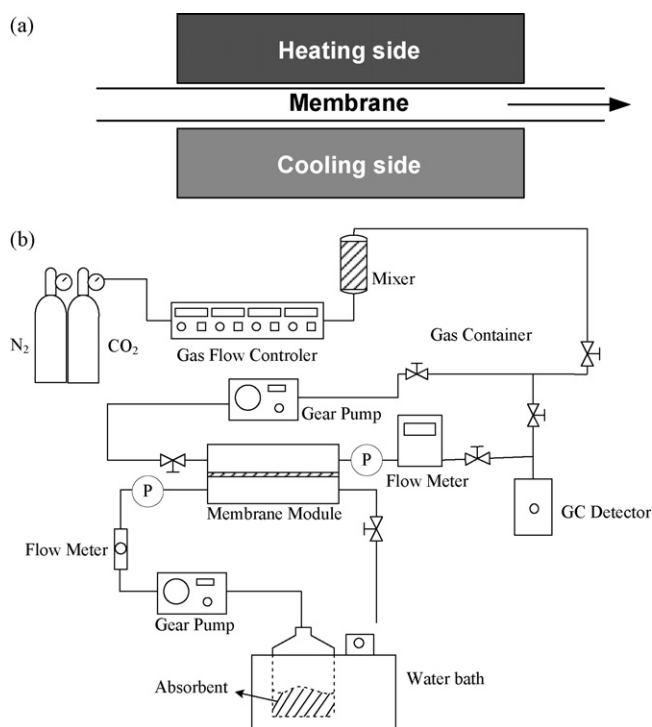 (a)
Heating side
Membrane
Cooling side
(b)
Mixer
N2
CO2
Gas Flow Controler
Gas Container
Gear Pump
P
Flow Meter
P
Membrane Module
GC Detector
Flow Meter
Gear Pump
Water bath
Absorbent